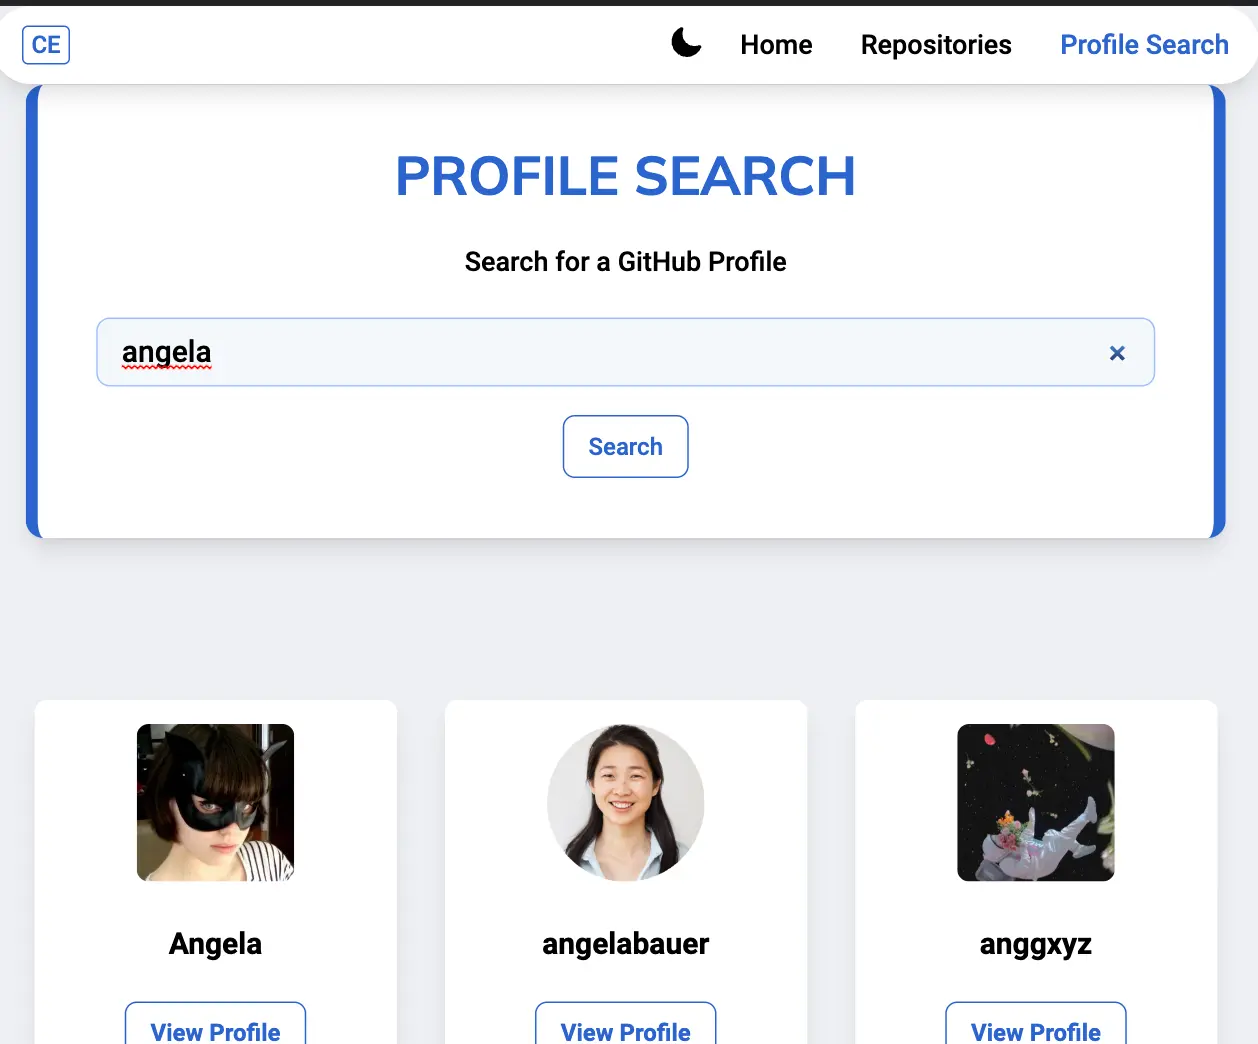 CE
Home Repositories Profile Search
PROFILE SEARCH
Search for a GitHub Profile
angela ×
Search
Angela angelabauer anggxyz
View Profile View Profile View Profile